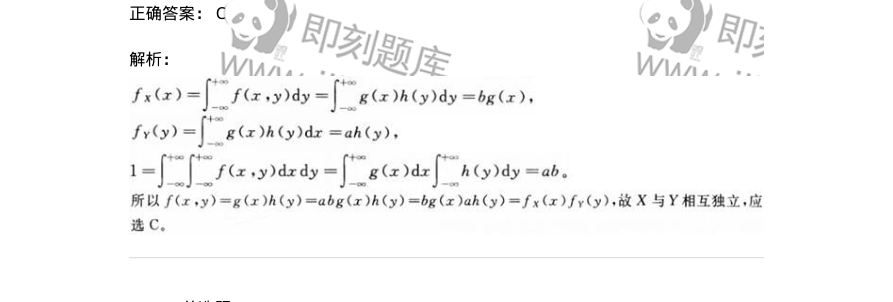 正确答案： C
即刻题库
即
解析：
www.
f_X(x)=∫_{-∞}^{+∞} f(x,y)dy=∫_{-∞}^{+∞} g(x)h(y)dy=bg(x),
f_Y(y)=∫_{-∞}^{+∞} g(x)h(y)dx=ah(y),
1=∫_{-∞}^{+∞}∫_{-∞}^{+∞} f(x,y)dxdy=∫_{-∞}^{+∞} g(x)dx∫_{-∞}^{+∞} h(y)dy=ab。
所以 f(x,y)=g(x)h(y)=abg(x)h(y)=bg(x)ah(y)=f_X(x)f_Y(y),故 X 与 Y 相互独立,应
选 C。